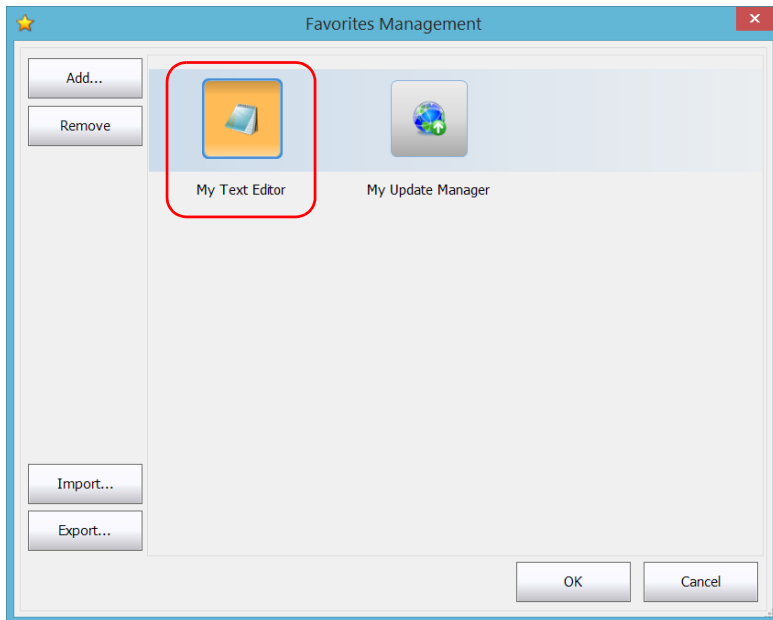 Favorites Management
Add...
Remove
My Text Editor
My Update Manager
Import...
Export...
OK
Cancel